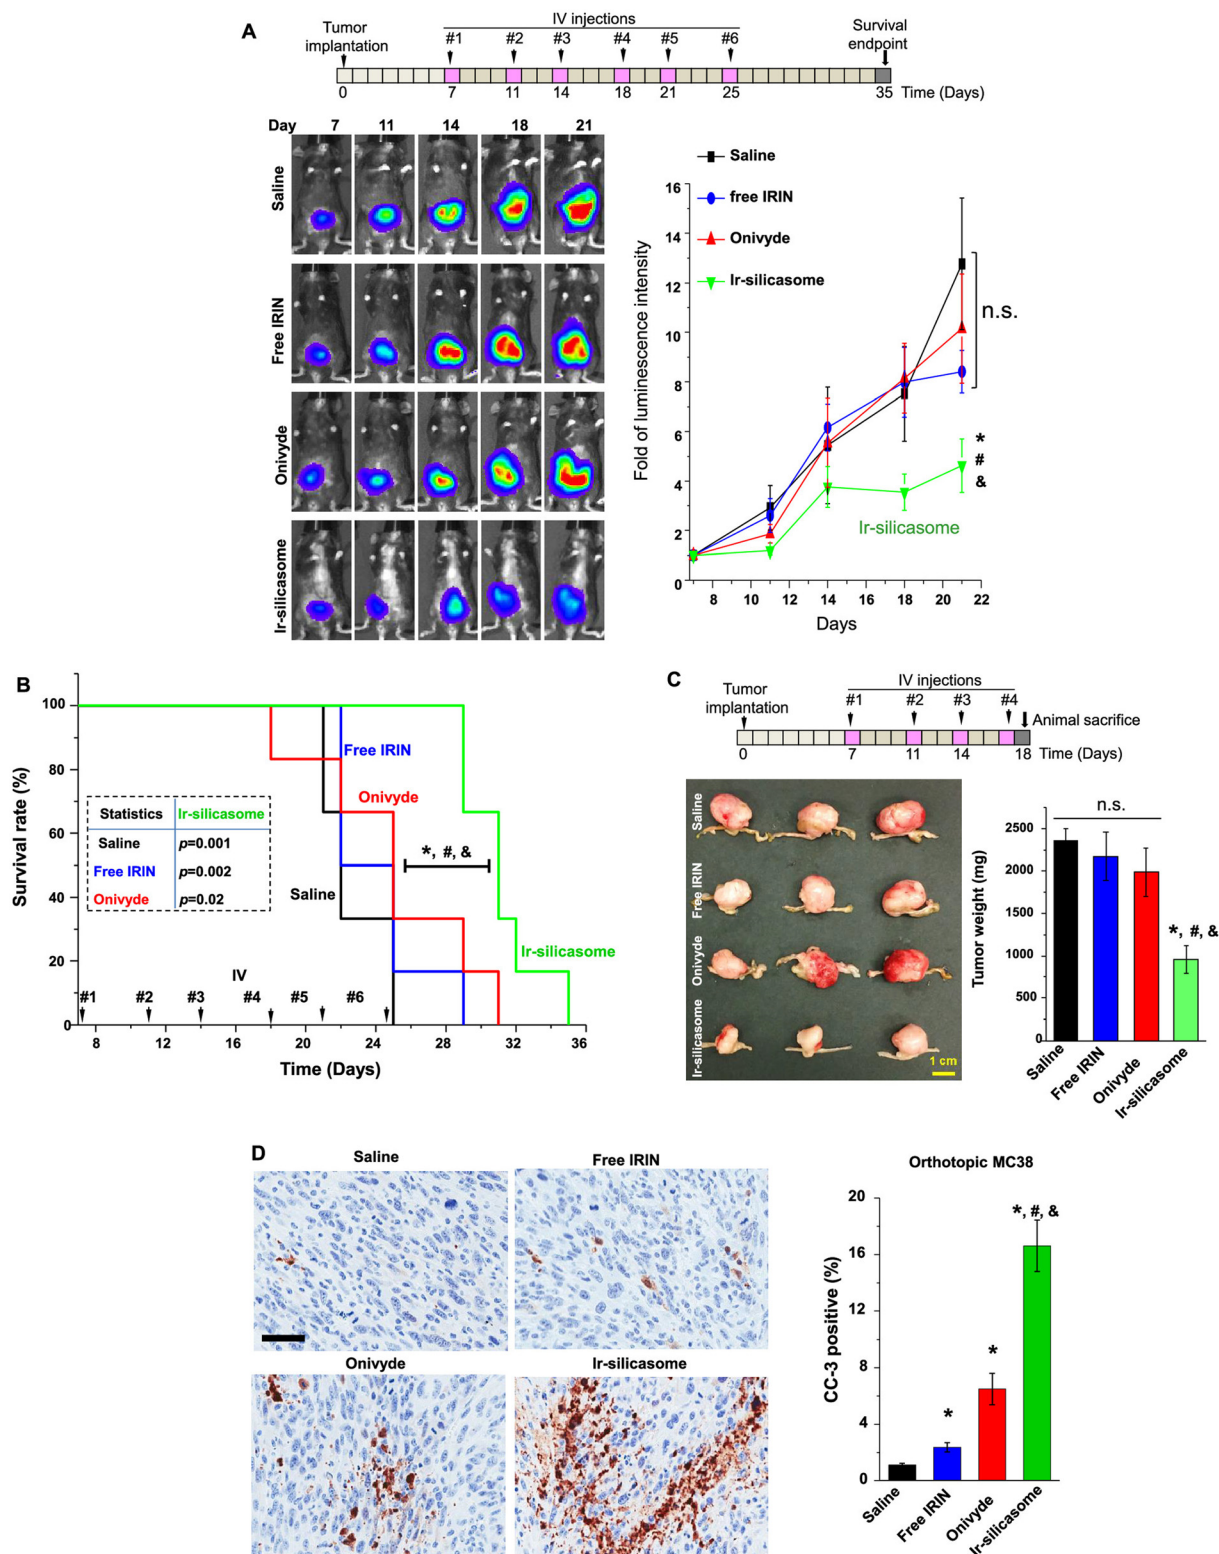 A
Tumor
implantation
IV injections
#1 #2 #3 #4 #5 #6
Survival
endpoint
0 7 11 14 18 21 25 35 Time (Days)
Day 7 11 14 18 21
Saline
Free IRIN
Onivyde
Ir-silicasome
Saline
free IRIN
Onivyde
Ir-silicasome
Fold of luminescence intensity
16
14
12
10
8
6
4
2
0
n.s.
*
#
&
Ir-silicasome
8 10 12 14 16 18 20 22
Days
B
Survival rate (%)
100
80
60
40
20
0
Free IRIN
Onivyde
Statistics Ir-silicasome
Saline p=0.001
Free IRIN p=0.002
Onivyde p=0.02
*, #, &
Saline
Ir-silicasome
IV
#1 #2 #3 #4 #5 #6
8 12 16 20 24 28 32 36
Time (Days)
C
Tumor
implantation
IV injections
#1 #2 #3 #4
Animal sacrifice
0 7 11 14 18 Time (Days)
Saline
Free IRIN
Onivyde
Ir-silicasome
1 cm
Tumor weight (mg)
2500
2250
1750
1500
1000
500
0
n.s.
*, #, &
Saline
Free IRIN
Onivyde
Ir-silicasome
D
Saline
Free IRIN
Onivyde
Ir-silicasome
Orthotopic MC38
CC-3 positive (%)
20
16
12
8
4
0
*
*
*, #, &
Saline
Free IRIN
Onivyde
Ir-silicasome